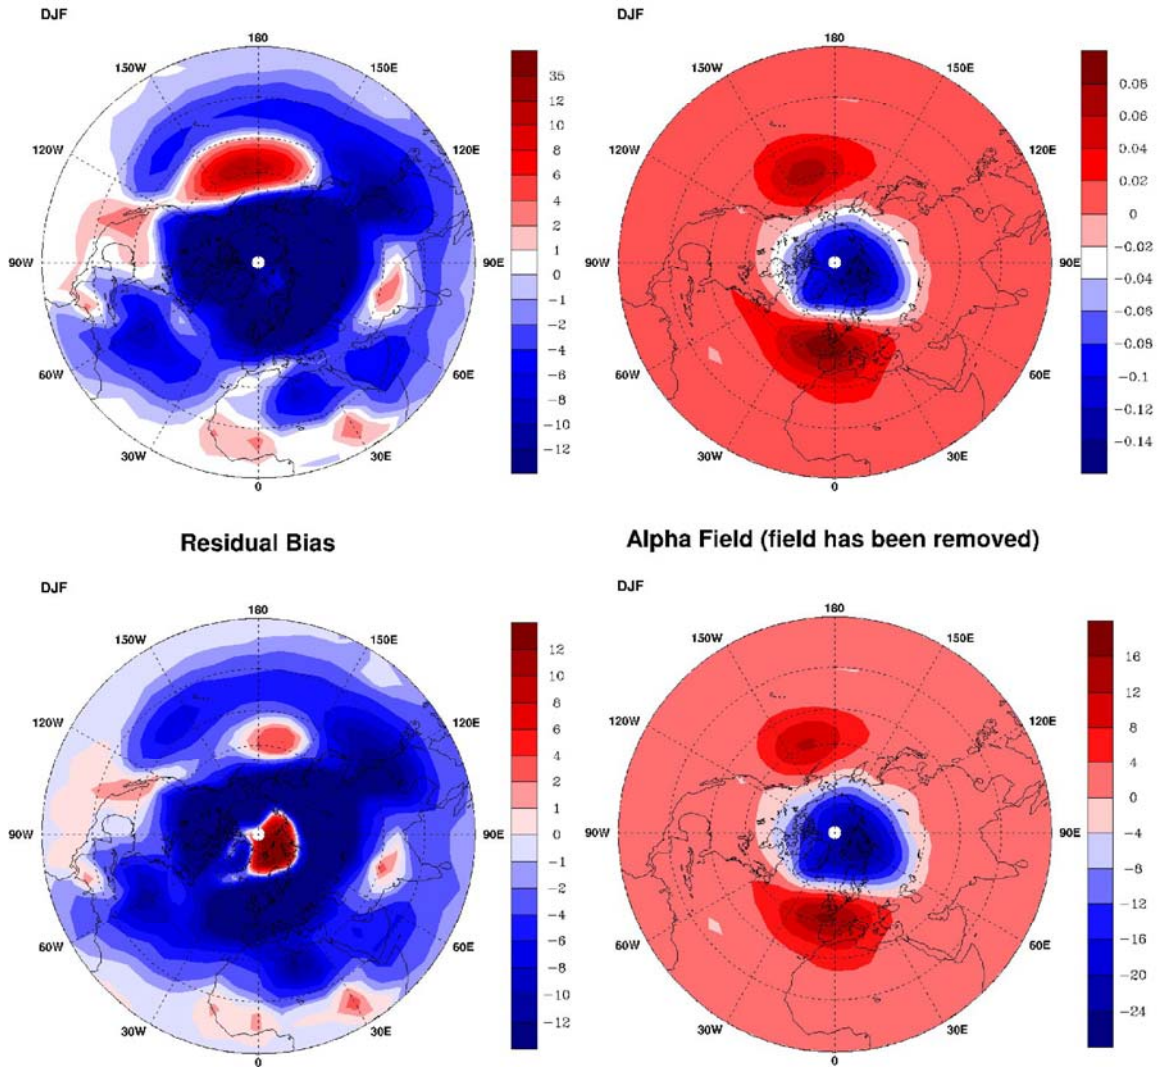 DJF
180
150W
150E
120W
120E
90W
90E
60W
60E
30W
30E
0
35
12
10
8
6
4
2
1
0
−1
−2
−4
−6
−8
−10
−12
DJF
180
150W
150E
120W
120E
90W
90E
60W
60E
30W
30E
0
0.08
0.06
0.04
0.02
0
−0.02
−0.04
−0.06
−0.08
−0.1
−0.12
−0.14
Residual Bias
Alpha Field (field has been removed)
DJF
180
150W
150E
120W
120E
90W
90E
60W
60E
30W
30E
0
12
10
8
6
4
2
1
0
−1
−2
−4
−6
−8
−10
−12
DJF
180
150W
150E
120W
120E
90W
90E
60W
60E
30W
30E
0
16
12
8
4
0
−4
−8
−12
−16
−20
−24